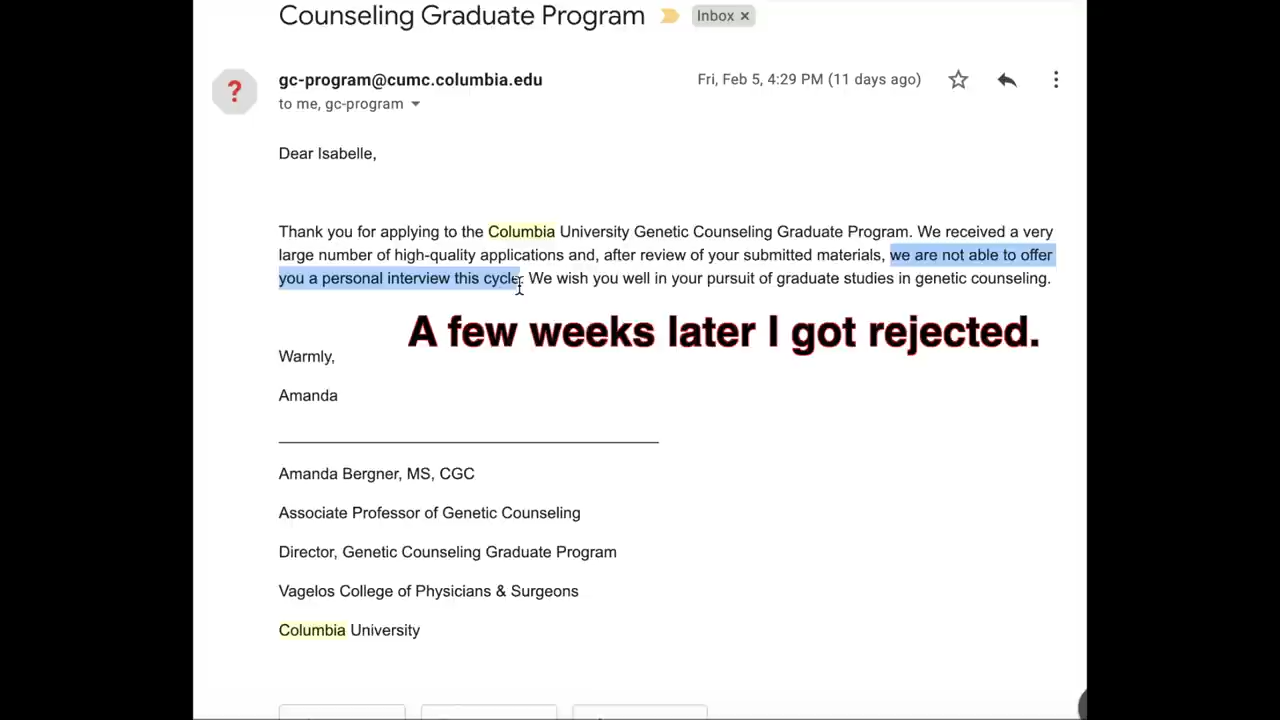 Counseling Graduate Program Inbox ×
?
gc-program@cumc.columbia.edu Fri, Feb 5, 4:29 PM (11 days ago)
to me, gc-program
Dear Isabelle,
Thank you for applying to the Columbia University Genetic Counseling Graduate Program. We received a very
large number of high-quality applications and, after review of your submitted materials, we are not able to offer
you a personal interview this cycle. We wish you well in your pursuit of graduate studies in genetic counseling.
A few weeks later I got rejected.
Warmly,
Amanda
Amanda Bergner, MS, CGC
Associate Professor of Genetic Counseling
Director, Genetic Counseling Graduate Program
Vagelos College of Physicians & Surgeons
Columbia University